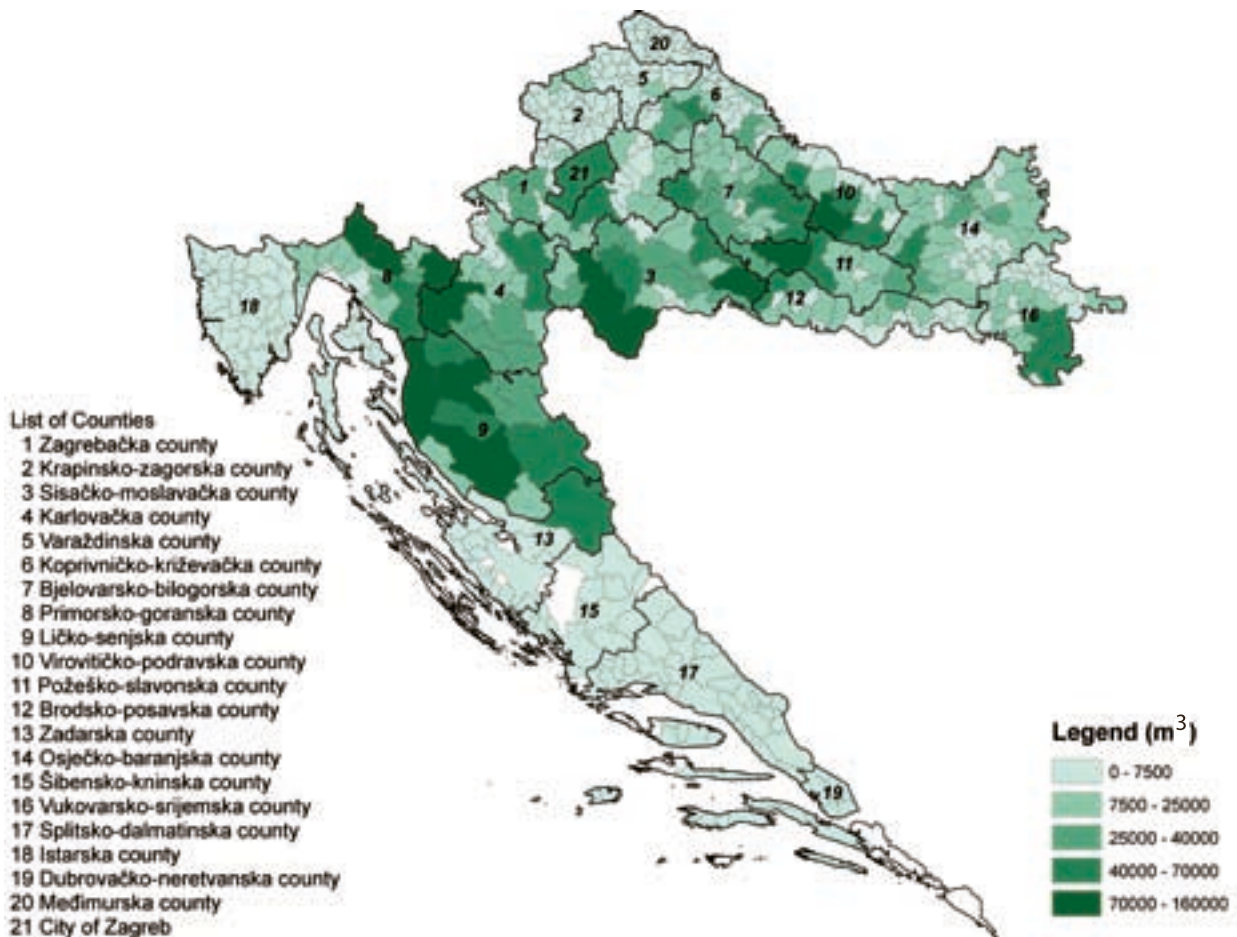 20
5
6
2
21
1
7
10
14
8
4
3
11
12
18
16
9
13
15
17
19
List of Counties
1 Zagrebačka county
2 Krapinsko-zagorska county
3 Sisačko-moslavačka county
4 Karlovačka county
5 Varaždinska county
6 Koprivničko-križevačka county
7 Bjelovarsko-bilogorska county
8 Primorsko-goranska county
9 Ličko-senjska county
10 Virovitičko-podravska county
11 Požeško-slavonska county
12 Brodsko-posavska county
13 Zadarska county
14 Osječko-baranjska county
15 Šibensko-kninska county
16 Vukovarsko-srijemska county
17 Splitsko-dalmatinska county
18 Istarska county
19 Dubrovačko-neretvanska county
20 Međimurska county
21 City of Zagreb
Legend (m³)
0 - 7500
7500 - 25000
25000 - 40000
40000 - 70000
70000 - 160000